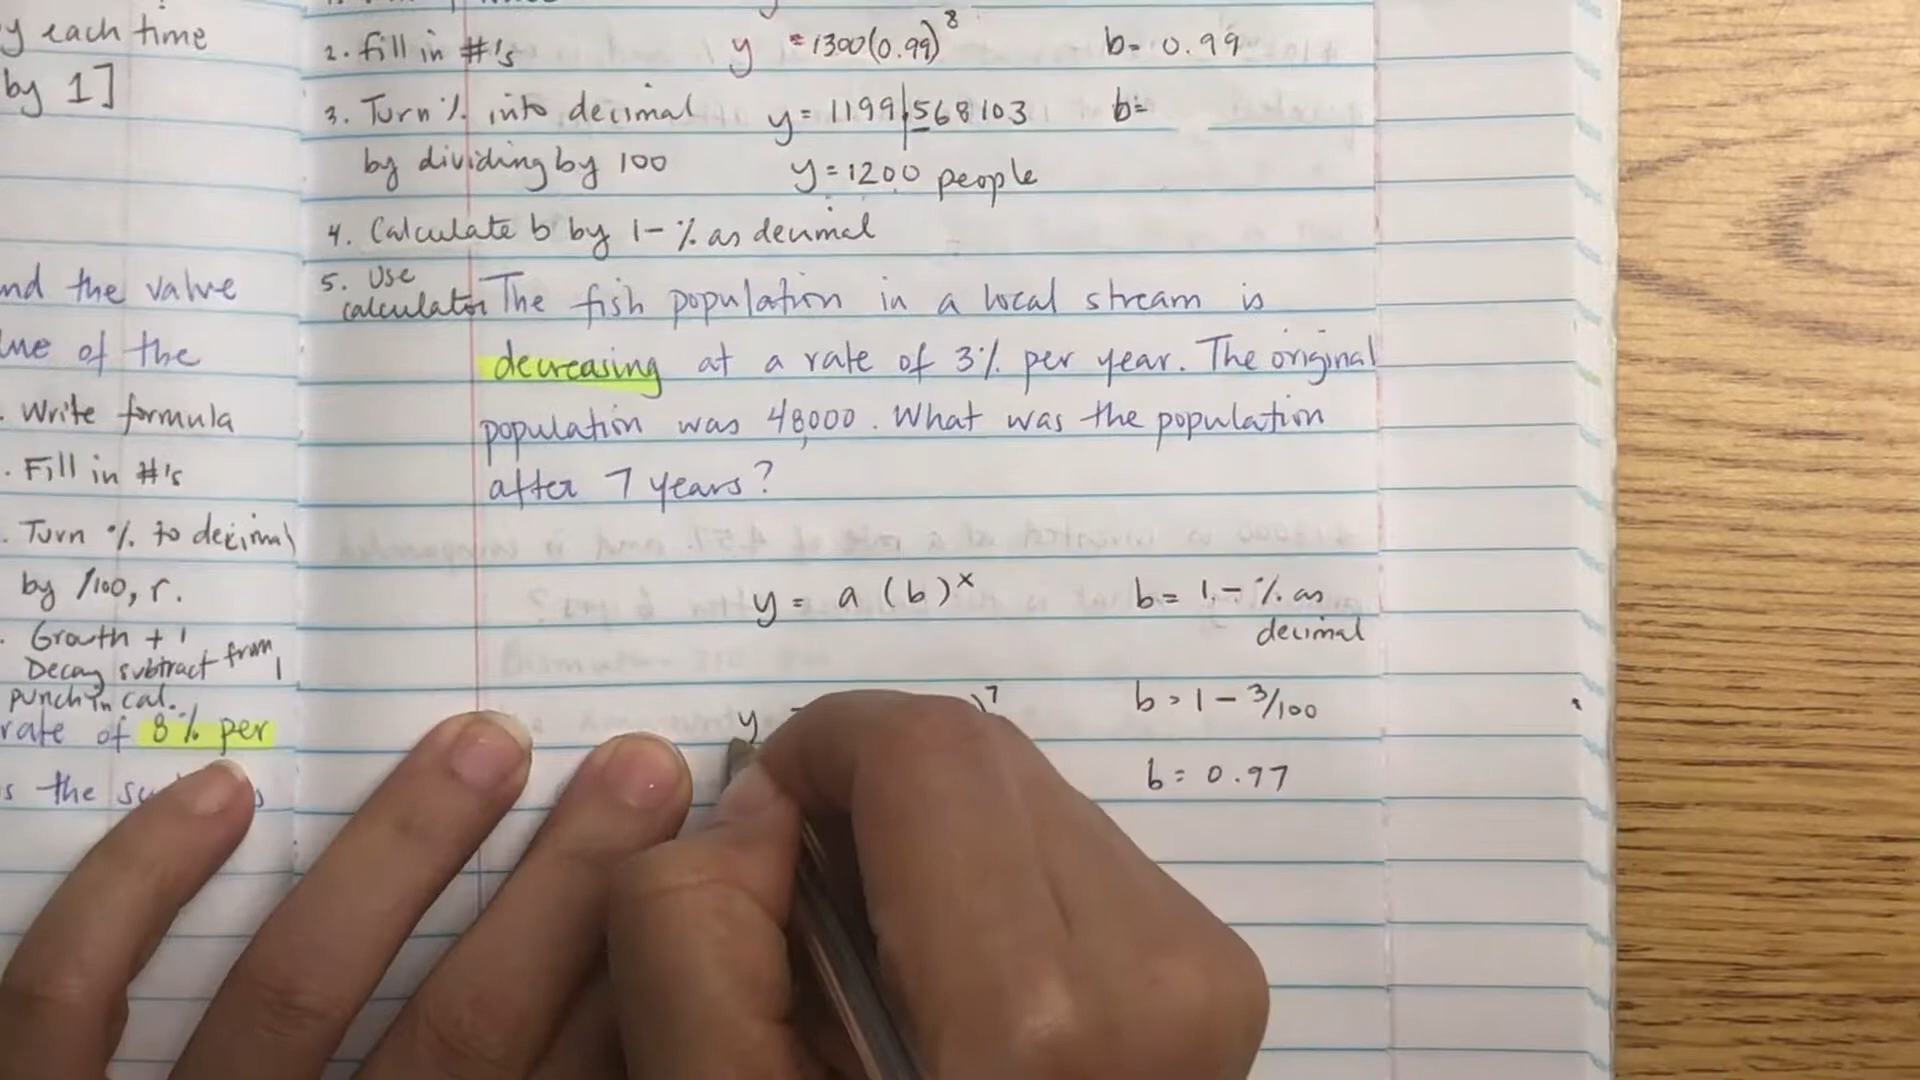 y each time
by 1]
nd the value
lue of the
. Write formula
. Fill in #'s
. Turn % to decimal
by /100, r.
. Growth + 1
Decay subtract from 1
punch in cal.
rate of 8% per
s the
2. fill in #'s
3. Turn % into decimal
by dividing by 100
4. Calculate b by 1 - % as decimal
5. Use
calculator
y = 1300(0.99)^8
b = 0.99
y = 1199|568103
b =
y = 1200 people
The fish population in a local stream is
decreasing at a rate of 3% per year. The original
population was 48000. What was the population
after 7 years?
y = a (b)^x
b = 1 - % as
decimal
y = )^7
b = 1 - 3/100
b = 0.97